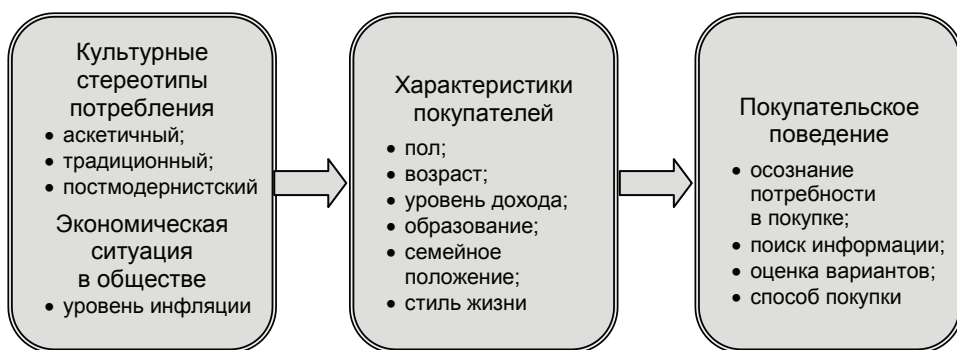 Культурные
стереотипы
потребления
• аскетичный;
• традиционный;
• постмодернистский
Экономическая
ситуация
в обществе
• уровень инфляции
Характеристики
покупателей
• пол;
• возраст;
• уровень дохода;
• образование;
• семейное
положение;
• стиль жизни
Покупательское
поведение
• осознание
потребности
в покупке;
• поиск информации;
• оценка вариантов;
• способ покупки